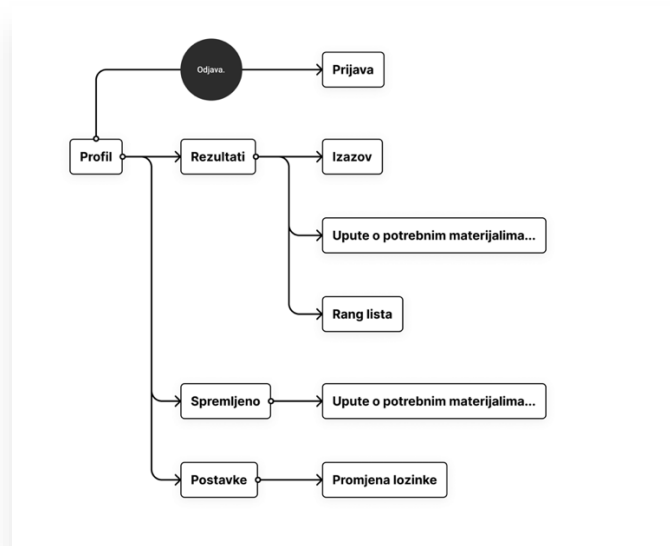 Odjava.
Prijava
Profil
Rezultati
Izazov
Upute o potrebnim materijalima...
Rang lista
Spremljeno
Upute o potrebnim materijalima...
Postavke
Promjena lozinke